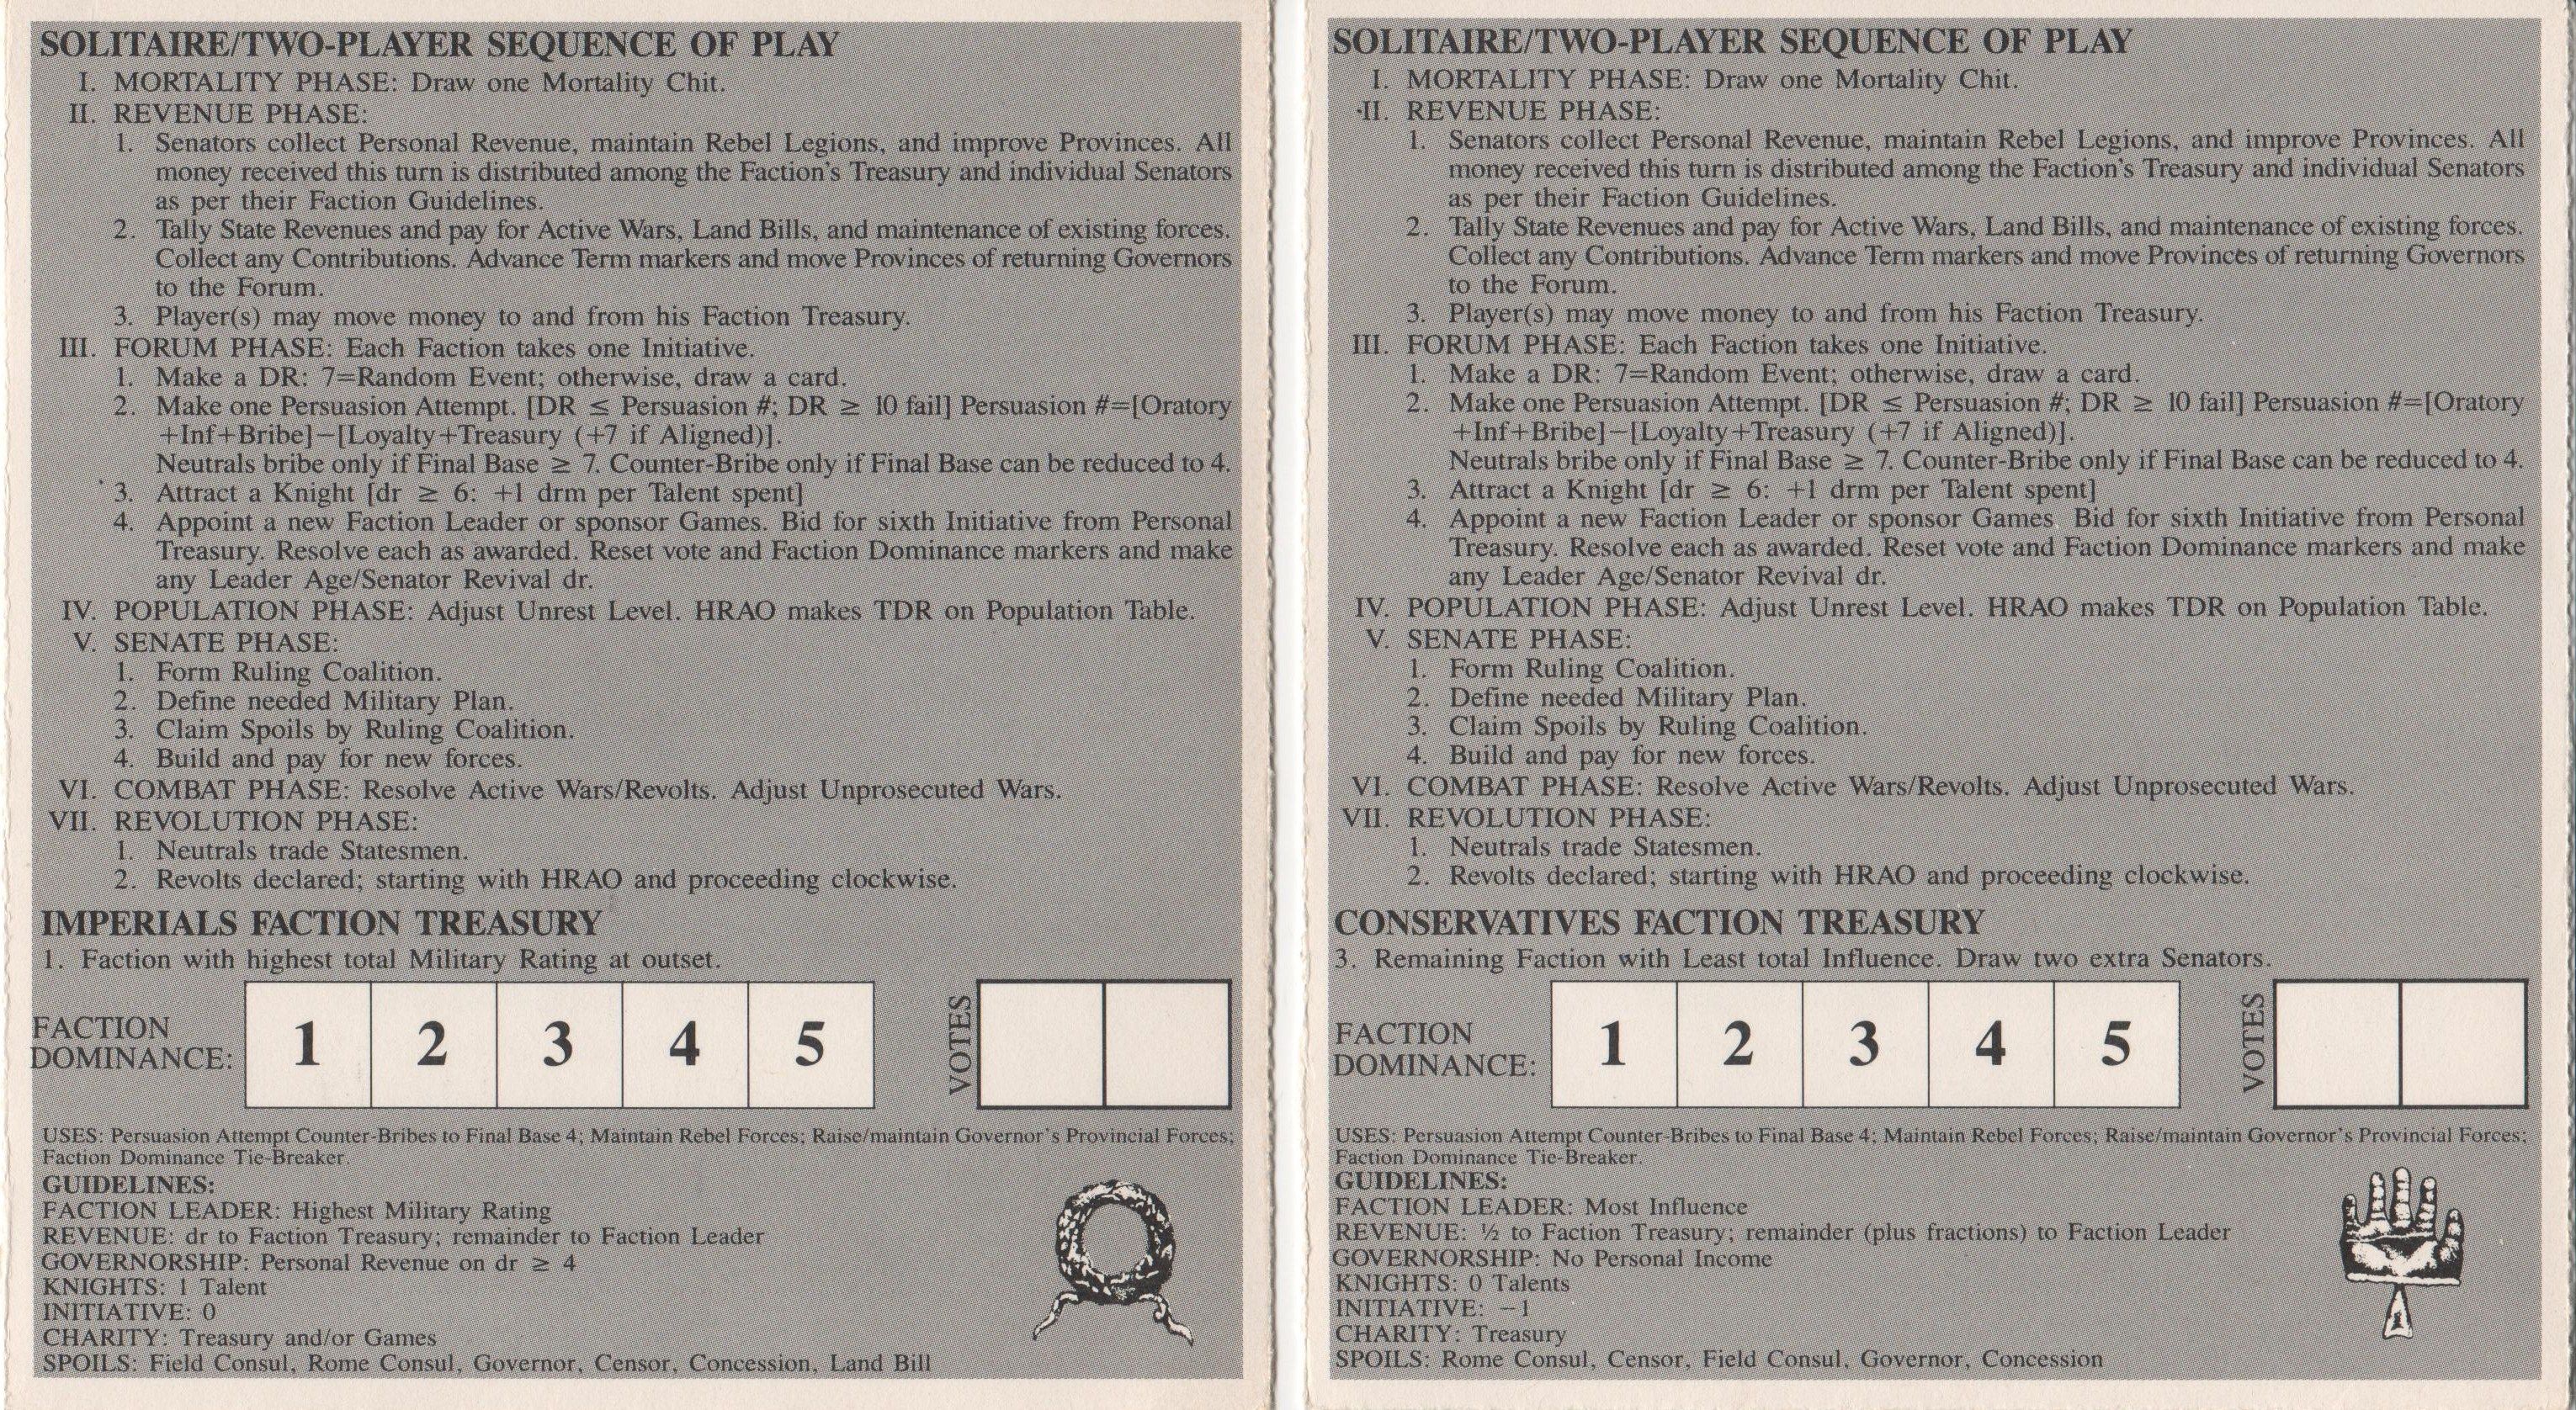 SOLITAIRE/TWO-PLAYER SEQUENCE OF PLAY
I. MORTALITY PHASE: Draw one Mortality Chit.
II. REVENUE PHASE:
1. Senators collect Personal Revenue, maintain Rebel Legions, and improve Provinces. All
money received this turn is distributed among the Faction's Treasury and individual Senators
as per their Faction Guidelines.
2. Tally State Revenues and pay for Active Wars, Land Bills, and maintenance of existing forces.
Collect any Contributions. Advance Term markers and move Provinces of returning Governors
to the Forum.
3. Player(s) may move money to and from his Faction Treasury.
III. FORUM PHASE: Each Faction takes one Initiative.
1. Make a DR: 7=Random Event; otherwise, draw a card.
2. Make one Persuasion Attempt. [DR ≤ Persuasion #; DR ≥ 10 fail] Persuasion #=[Oratory
+Inf+Bribe]−[Loyalty+Treasury (+7 if Aligned)].
Neutrals bribe only if Final Base ≥ 7. Counter-Bribe only if Final Base can be reduced to 4.
3. Attract a Knight [dr ≥ 6: +1 drm per Talent spent]
4. Appoint a new Faction Leader or sponsor Games. Bid for sixth Initiative from Personal
Treasury. Resolve each as awarded. Reset vote and Faction Dominance markers and make
any Leader Age/Senator Revival dr.
IV. POPULATION PHASE: Adjust Unrest Level. HRAO makes TDR on Population Table.
V. SENATE PHASE:
1. Form Ruling Coalition.
2. Define needed Military Plan.
3. Claim Spoils by Ruling Coalition.
4. Build and pay for new forces.
VI. COMBAT PHASE: Resolve Active Wars/Revolts. Adjust Unprosecuted Wars.
VII. REVOLUTION PHASE:
1. Neutrals trade Statesmen.
2. Revolts declared; starting with HRAO and proceeding clockwise.
IMPERIALS FACTION TREASURY
1. Faction with highest total Military Rating at outset.
FACTION
DOMINANCE:
1 2 3 4 5
VOTES
USES: Persuasion Attempt Counter-Bribes to Final Base 4; Maintain Rebel Forces; Raise/maintain Governor's Provincial Forces;
Faction Dominance Tie-Breaker.
GUIDELINES:
FACTION LEADER: Highest Military Rating
REVENUE: dr to Faction Treasury; remainder to Faction Leader
GOVERNORSHIP: Personal Revenue on dr ≥ 4
KNIGHTS: 1 Talent
INITIATIVE: 0
CHARITY: Treasury and/or Games
SPOILS: Field Consul, Rome Consul, Governor, Censor, Concession, Land Bill
SOLITAIRE/TWO-PLAYER SEQUENCE OF PLAY
I. MORTALITY PHASE: Draw one Mortality Chit.
II. REVENUE PHASE:
1. Senators collect Personal Revenue, maintain Rebel Legions, and improve Provinces. All
money received this turn is distributed among the Faction's Treasury and individual Senators
as per their Faction Guidelines.
2. Tally State Revenues and pay for Active Wars, Land Bills, and maintenance of existing forces.
Collect any Contributions. Advance Term markers and move Provinces of returning Governors
to the Forum.
3. Player(s) may move money to and from his Faction Treasury.
III. FORUM PHASE: Each Faction takes one Initiative.
1. Make a DR: 7=Random Event; otherwise, draw a card.
2. Make one Persuasion Attempt. [DR ≤ Persuasion #; DR ≥ 10 fail] Persuasion #=[Oratory
+Inf+Bribe]−[Loyalty+Treasury (+7 if Aligned)].
Neutrals bribe only if Final Base ≥ 7. Counter-Bribe only if Final Base can be reduced to 4.
3. Attract a Knight [dr ≥ 6: +1 drm per Talent spent]
4. Appoint a new Faction Leader or sponsor Games. Bid for sixth Initiative from Personal
Treasury. Resolve each as awarded. Reset vote and Faction Dominance markers and make
any Leader Age/Senator Revival dr.
IV. POPULATION PHASE: Adjust Unrest Level. HRAO makes TDR on Population Table.
V. SENATE PHASE:
1. Form Ruling Coalition.
2. Define needed Military Plan.
3. Claim Spoils by Ruling Coalition.
4. Build and pay for new forces.
VI. COMBAT PHASE: Resolve Active Wars/Revolts. Adjust Unprosecuted Wars.
VII. REVOLUTION PHASE:
1. Neutrals trade Statesmen.
2. Revolts declared; starting with HRAO and proceeding clockwise.
CONSERVATIVES FACTION TREASURY
3. Remaining Faction with Least total Influence. Draw two extra Senators.
FACTION
DOMINANCE:
1 2 3 4 5
VOTES
USES: Persuasion Attempt Counter-Bribes to Final Base 4; Maintain Rebel Forces; Raise/maintain Governor's Provincial Forces;
Faction Dominance Tie-Breaker.
GUIDELINES:
FACTION LEADER: Most Influence
REVENUE: ½ to Faction Treasury; remainder (plus fractions) to Faction Leader
GOVERNORSHIP: No Personal Income
KNIGHTS: 0 Talents
INITIATIVE: −1
CHARITY: Treasury
SPOILS: Rome Consul, Censor, Field Consul, Governor, Concession